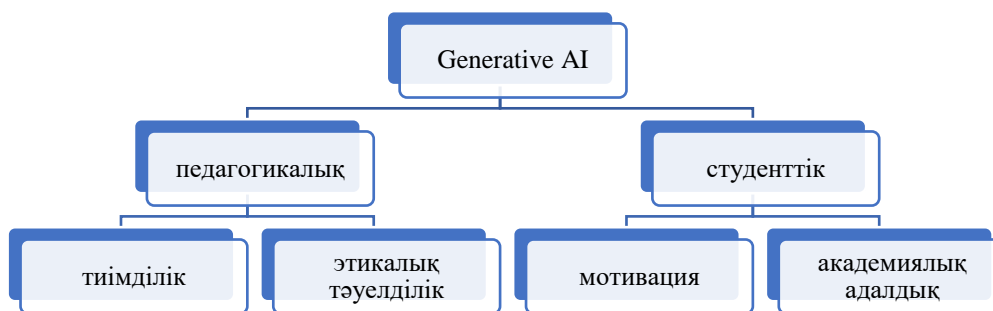 Generative AI
педагогикалық
студенттік
тиімділік
этикалық
тәуелділік
мотивация
академиялық
адалдық